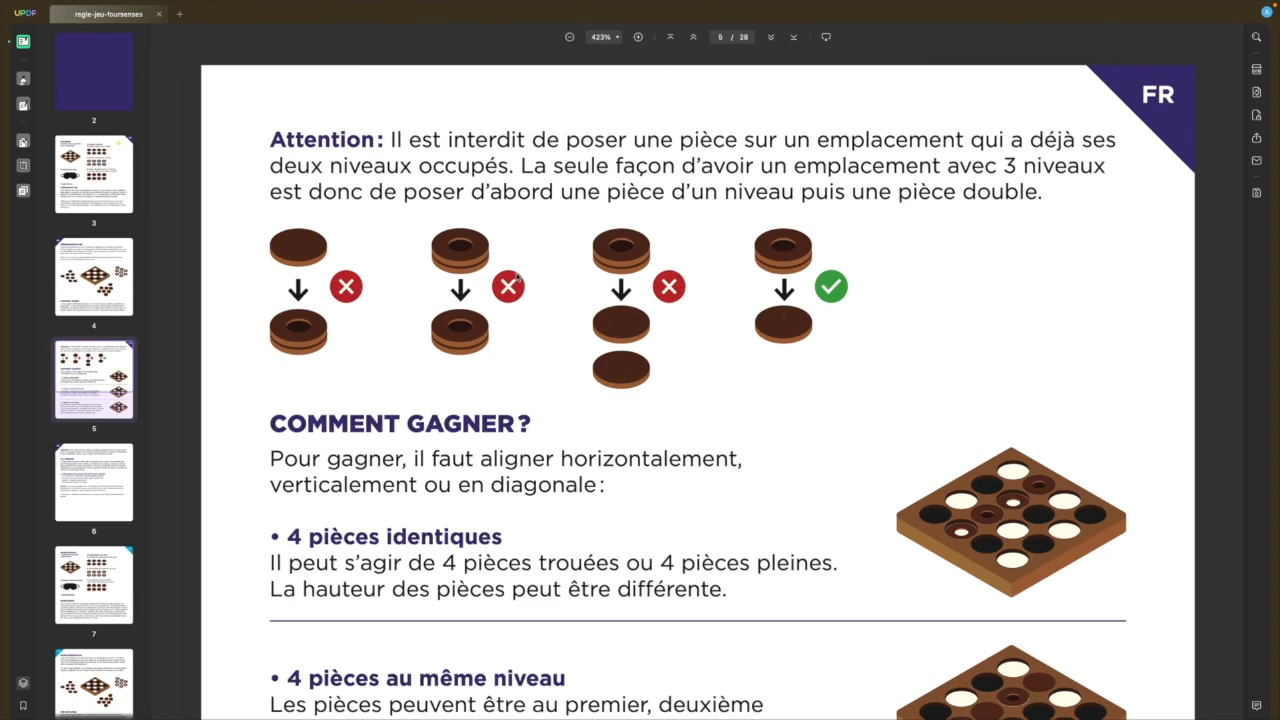 UPDF
regle-jeu-foursenses
423%
5 / 28
A
2
3
4
5
6
7
FR
Attention : Il est interdit de poser une pièce sur un emplacement qui a déjà ses
deux niveaux occupés. La seule façon d’avoir un emplacement avec 3 niveaux
est donc de poser d’abord une pièce d’un niveau puis une pièce double.
COMMENT GAGNER ?
Pour gagner, il faut aligner horizontalement,
verticalement ou en diagonale :
• 4 pièces identiques
Il peut s’agir de 4 pièces trouées ou 4 pièces pleines.
La hauteur des pièces peut être différente.
• 4 pièces au même niveau
Les pièces peuvent être au premier, deuxième